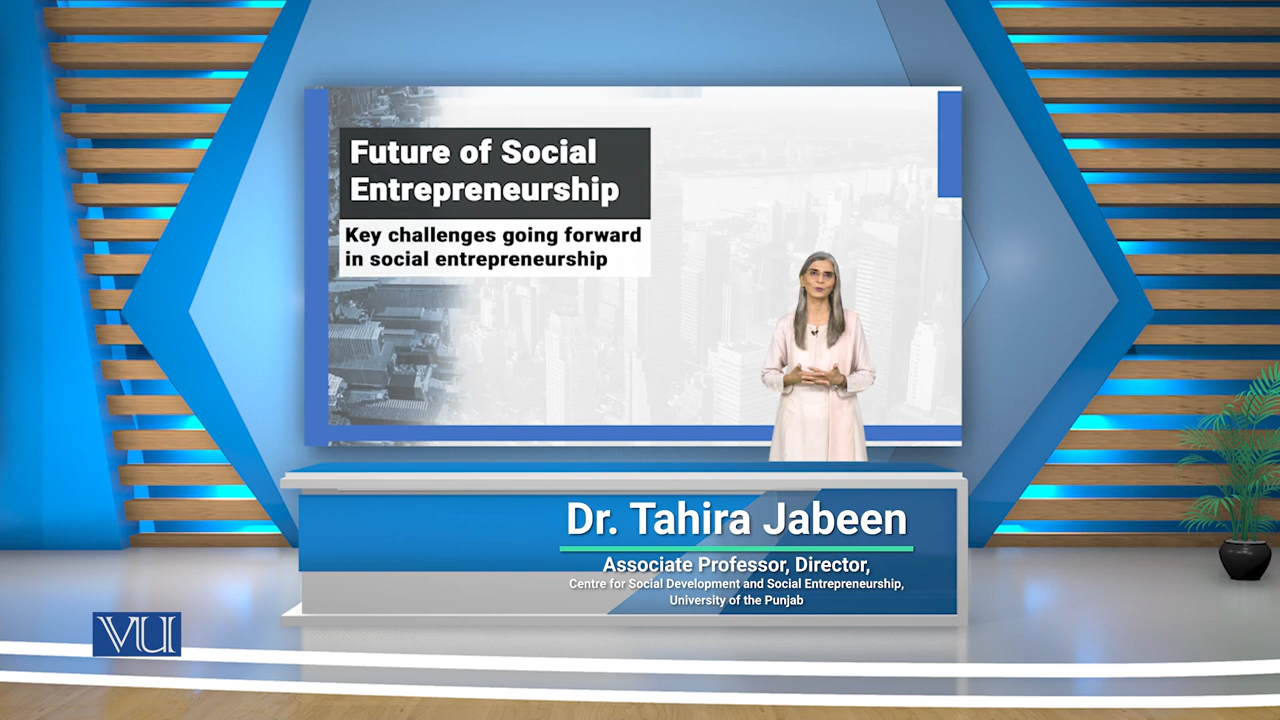 Future of Social
Entrepreneurship
Key challenges going forward
in social entrepreneurship
Dr. Tahira Jabeen
Associate Professor, Director,
Centre for Social Development and Social Entrepreneurship,
University of the Punjab
VU